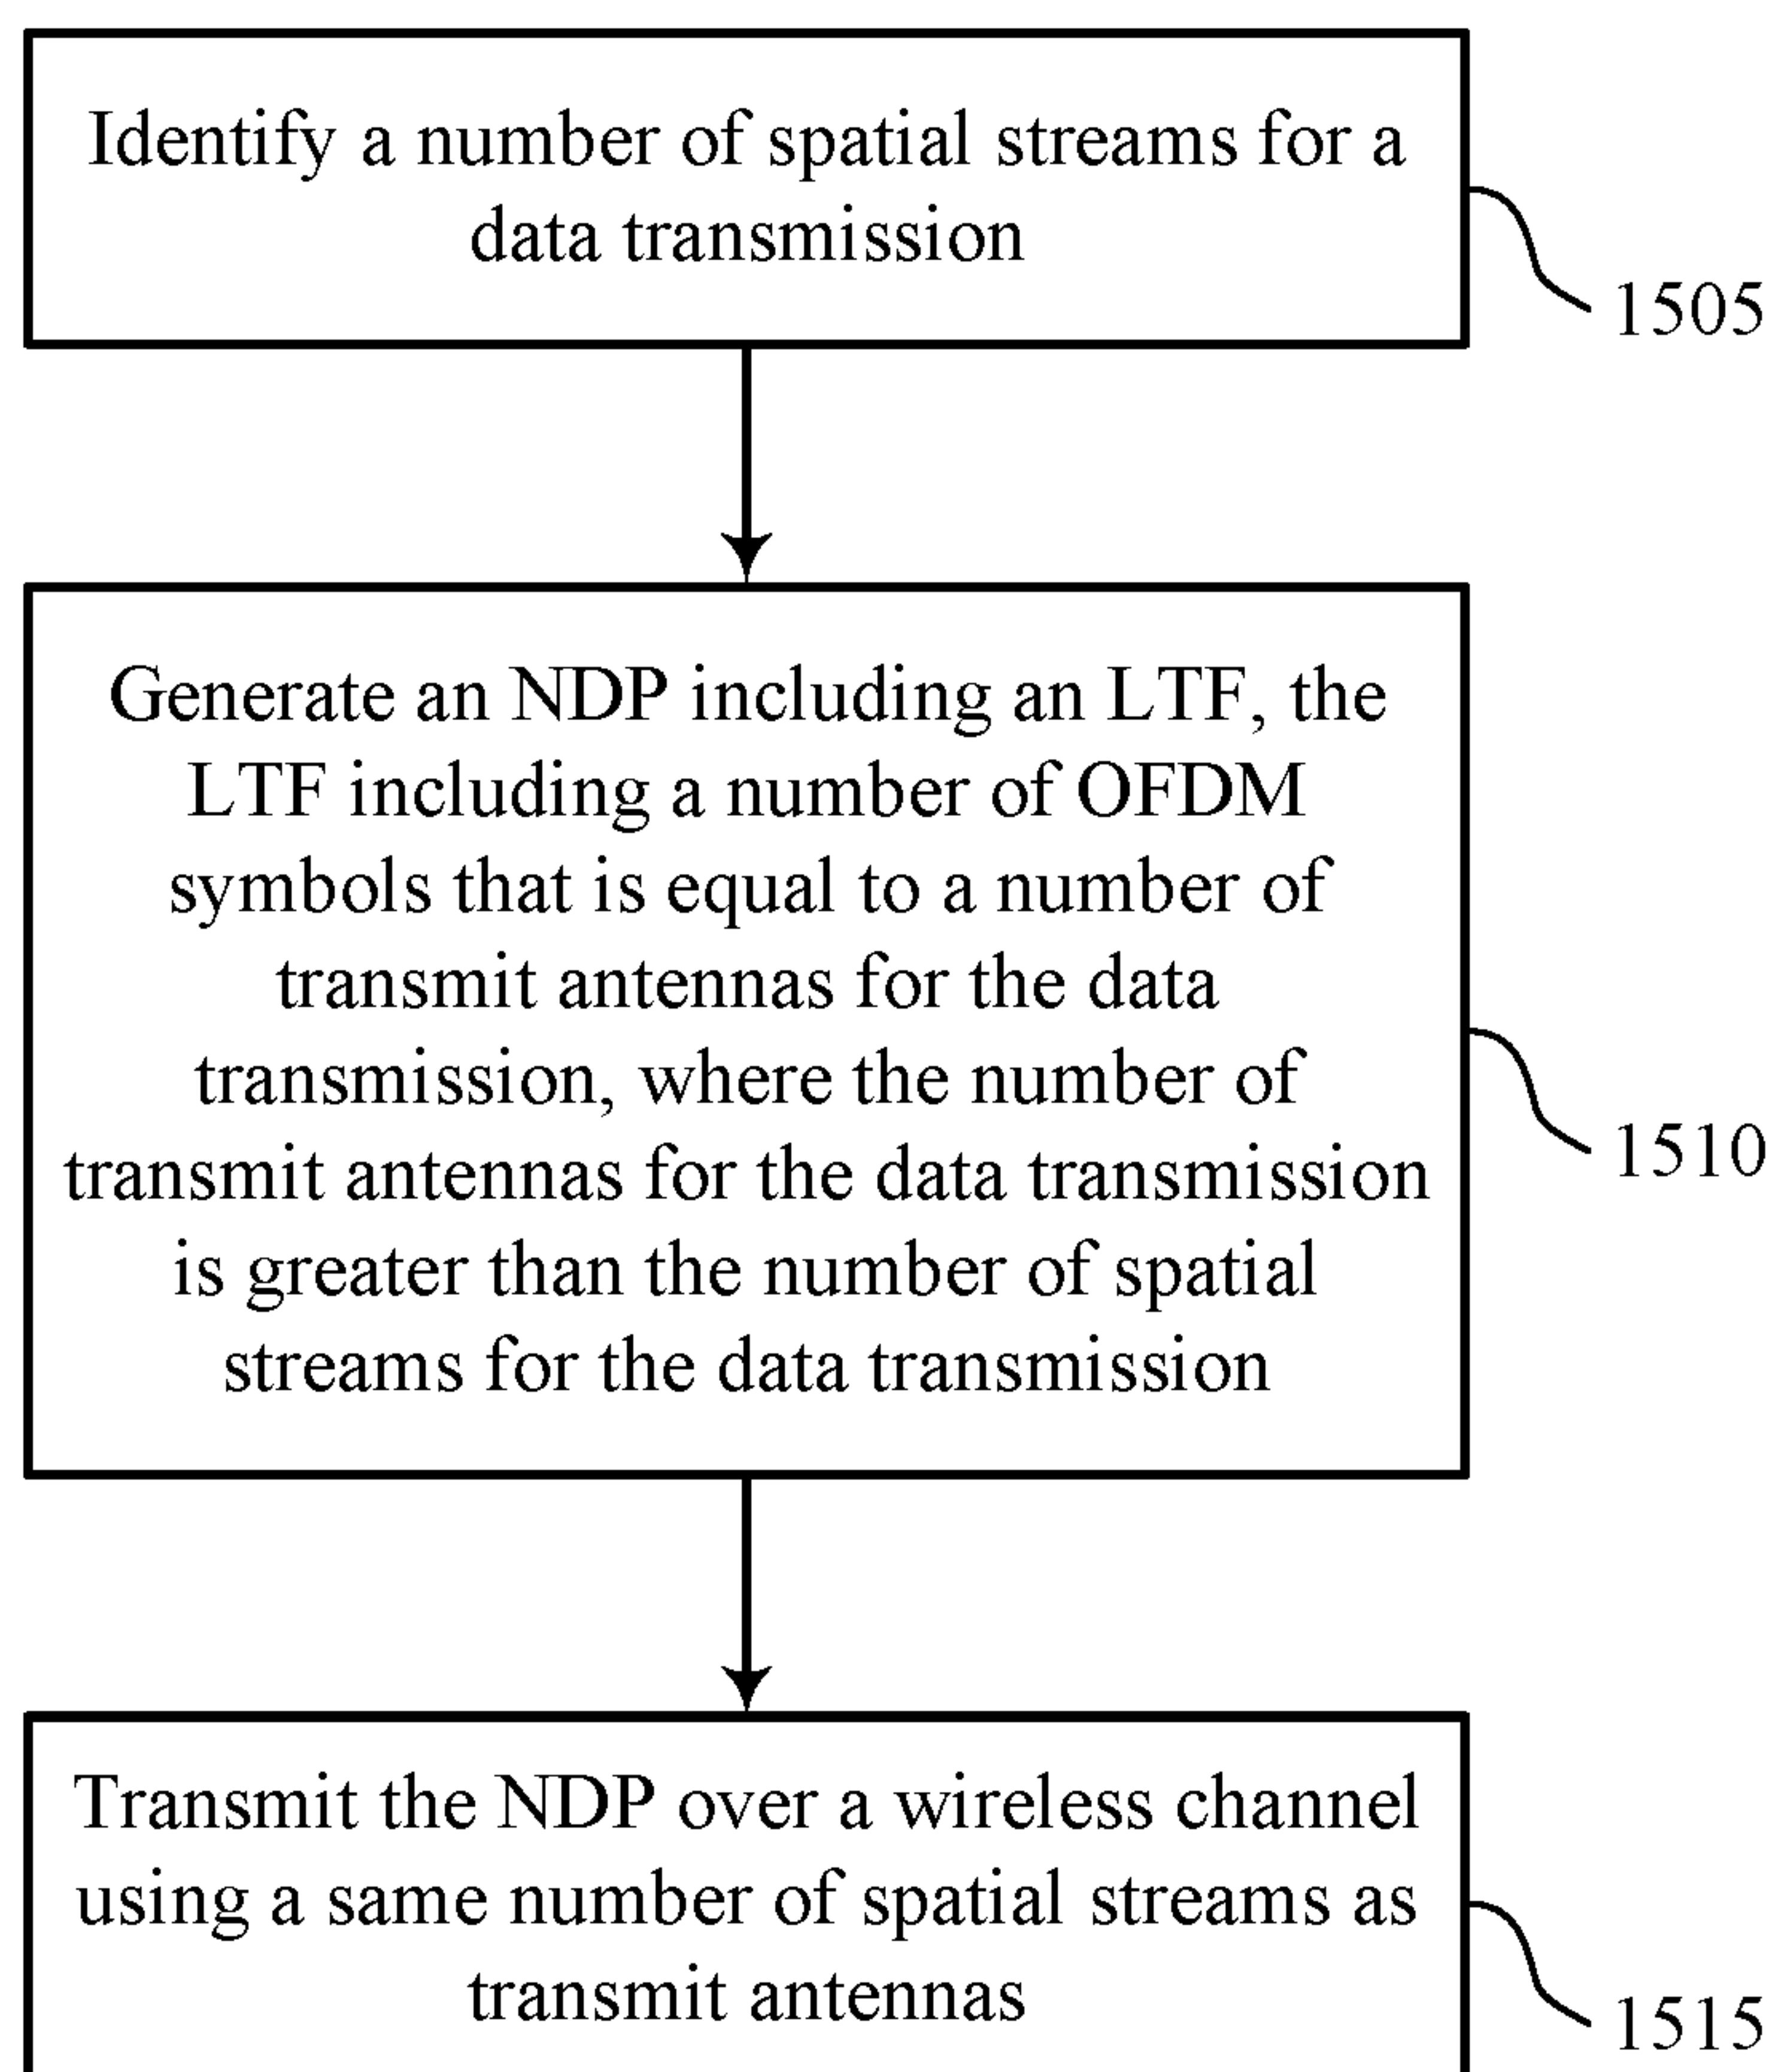 Identify a number of spatial streams for a
data transmission
1505
Generate an NDP including an LTF, the
LTF including a number of OFDM
symbols that is equal to a number of
transmit antennas for the data
transmission, where the number of
transmit antennas for the data transmission
is greater than the number of spatial
streams for the data transmission
1510
Transmit the NDP over a wireless channel
using a same number of spatial streams as
transmit antennas
1515